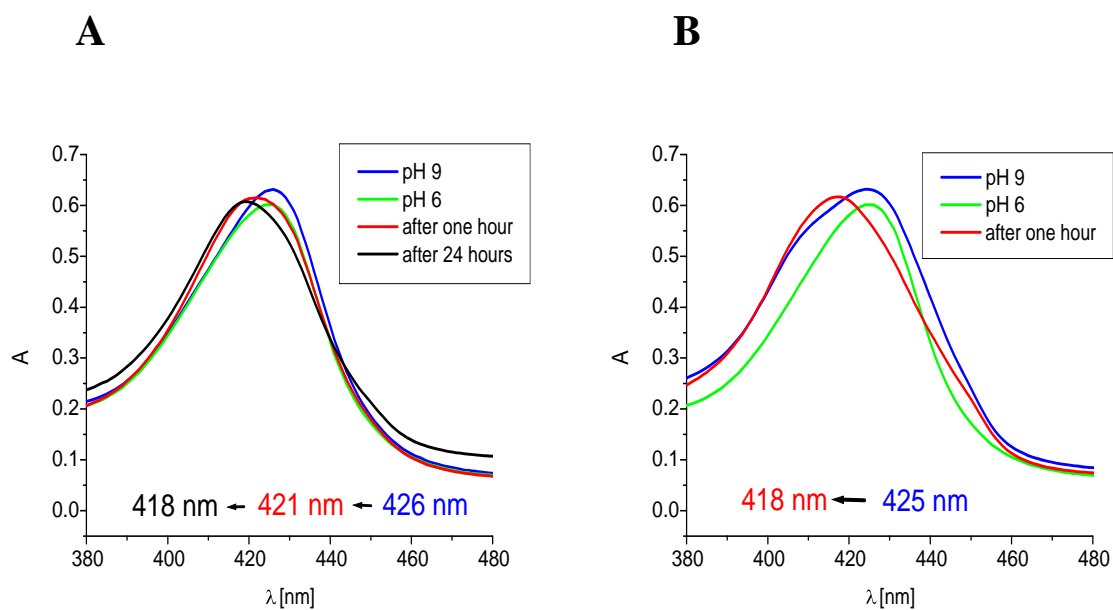 A
B
pH 9
pH 6
after one hour
after 24 hours
0.7
0.6
0.5
0.4
0.3
0.2
0.1
0.0
A
418 nm 421 nm 426 nm
380 400 420 440 460 480
λ [nm]
pH 9
pH 6
after one hour
0.7
0.6
0.5
0.4
0.3
0.2
0.1
0.0
A
418 nm 425 nm
380 400 420 440 460 480
λ [nm]